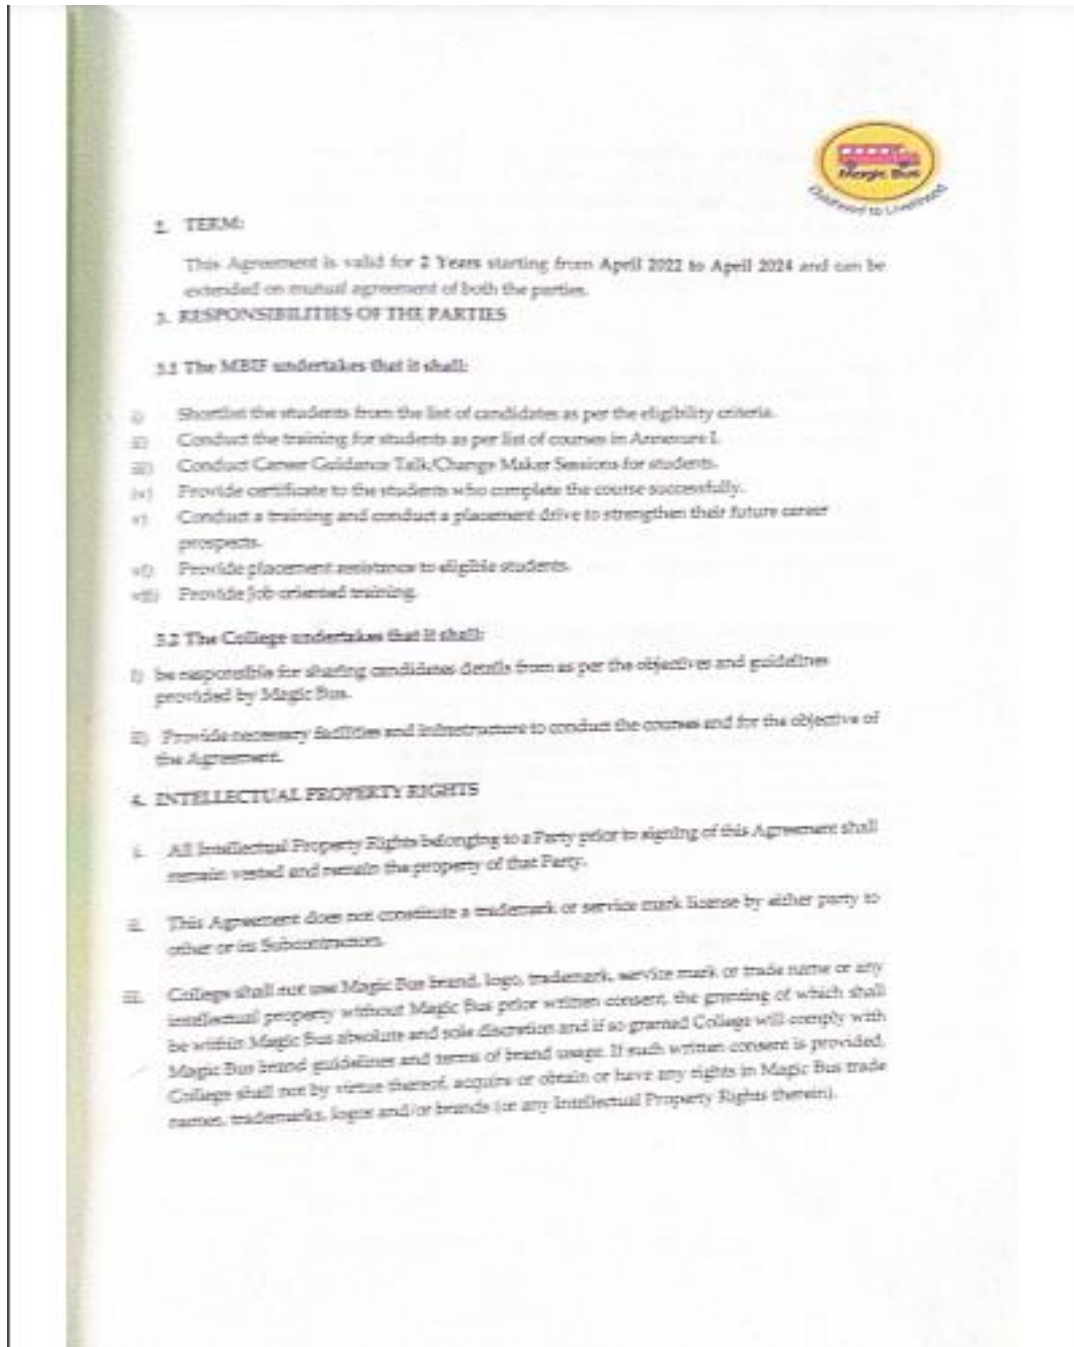 Magic Bus
Childhood to Livelihood
2. TERM:
This Agreement is valid for 2 Years starting from April 2022 to April 2024 and can be
extended on mutual agreement of both the parties.
3. RESPONSIBILITIES OF THE PARTIES
3.1 The MBIF undertakes that it shall:
i) Shortlist the students from the list of candidates as per the eligibility criteria.
ii) Conduct the training for students as per list of courses in Annexure I.
iii) Conduct Career Guidance Talk/Change Maker Sessions for students.
iv) Provide certificate to the students who complete the course successfully.
v) Conduct a training and conduct a placement drive to strengthen their future career
prospects.
vi) Provide placement assistance to eligible students.
vii) Provide Job oriented training.
3.2 The College undertakes that it shall:
i) be responsible for sharing candidates details from as per the objectives and guidelines
provided by Magic Bus.
ii) Provide necessary facilities and infrastructure to conduct the courses and for the objective of
the Agreement.
4. INTELLECTUAL PROPERTY RIGHTS
i. All Intellectual Property Rights belonging to a Party prior to signing of this Agreement shall
remain vested and remain the property of that Party.
ii. This Agreement does not constitute a trademark or service mark license by either party to
other or its Subcontractors.
iii. College shall not use Magic Bus brand, logo, trademark, service mark or trade name or any
intellectual property without Magic Bus prior written consent, the granting of which shall
be within Magic Bus absolute and sole discretion and if so granted College will comply with
Magic Bus brand guidelines and terms of brand usage. If such written consent is provided,
College shall not by virtue thereof, acquire or obtain or have any rights in Magic Bus trade
names, trademarks, logos and/or brands (or any Intellectual Property Rights therein).